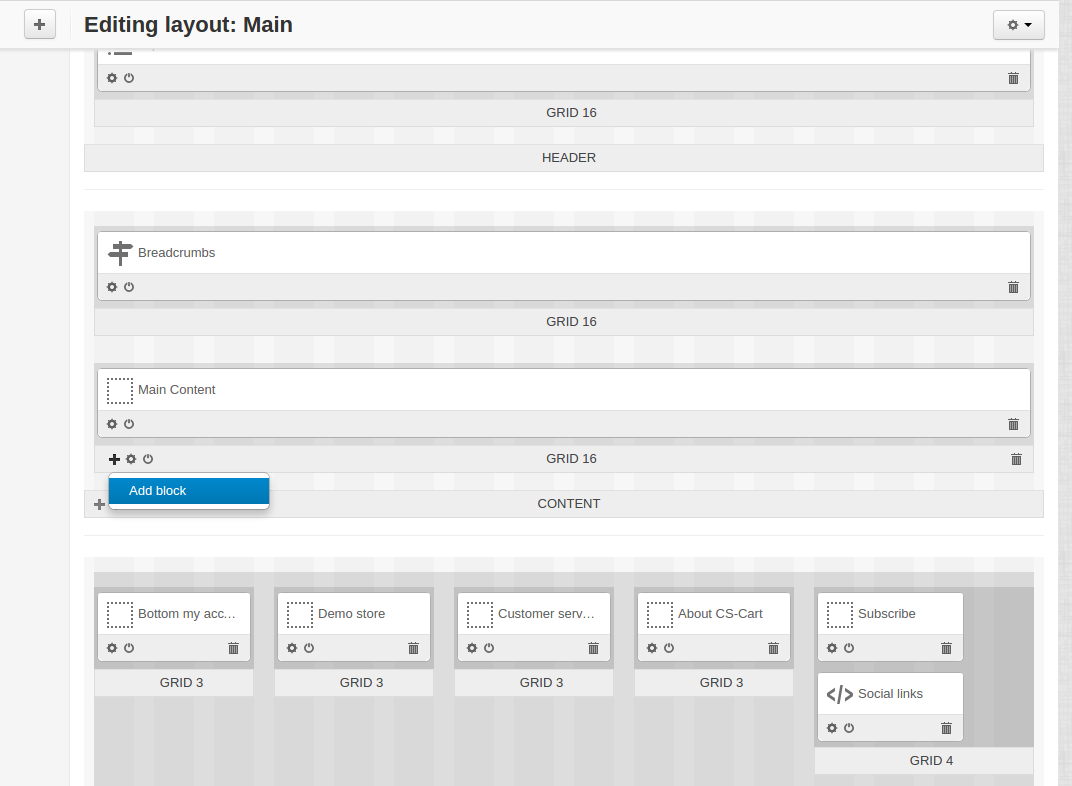 Editing layout: Main
GRID 16
HEADER
Breadcrumbs
GRID 16
Main Content
GRID 16
Add block
CONTENT
Bottom my acc...
Demo store
Customer serv...
About CS-Cart
Subscribe
GRID 3
GRID 3
GRID 3
GRID 3
Social links
GRID 4